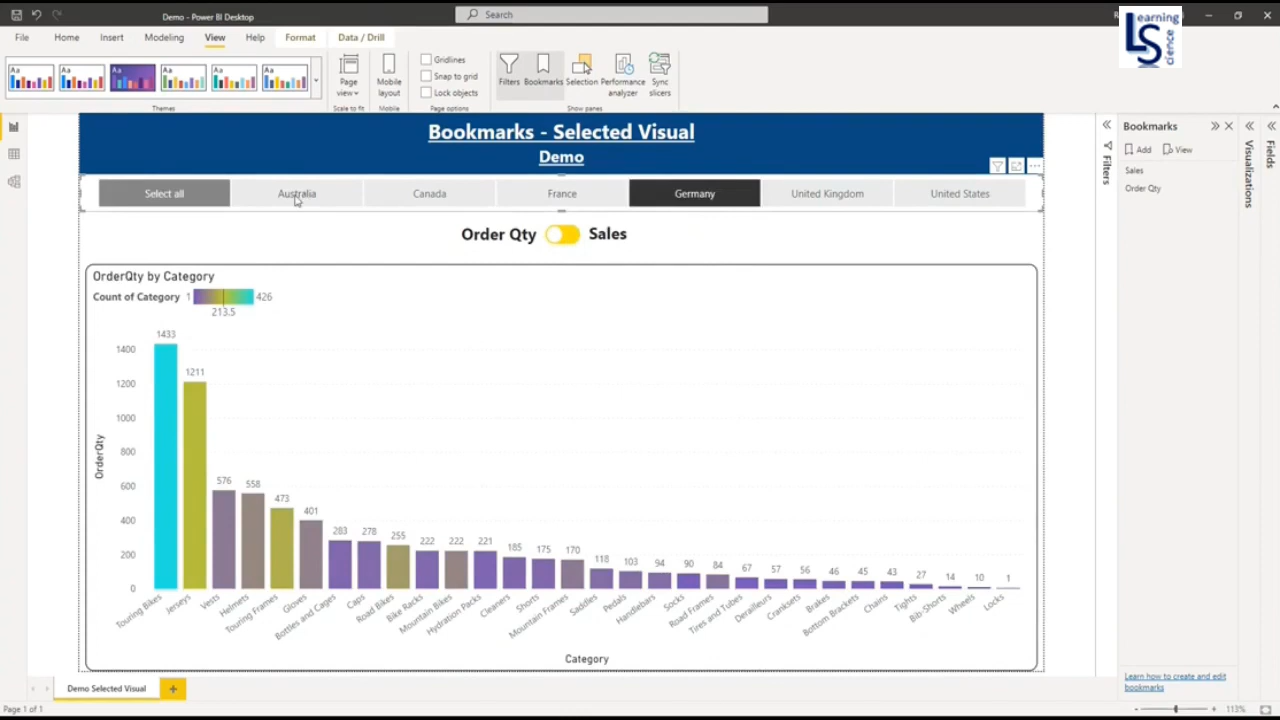 Demo - Power BI Desktop
Search
Learning
Science
File Home Insert Modeling View Help Format Data / Drill
Aa Aa Aa Aa Aa Aa
Page view
Mobile layout
Gridlines
Snap to grid
Lock objects
Filters
Bookmarks
Selection
Performance analyzer
Sync slicers
Themes
Scale to fit
Mobile
Page options
Show panes
Bookmarks - Selected Visual
Demo
Select all Australia Canada France Germany United Kingdom United States
Order Qty Sales
OrderQty by Category
Count of Category 1 426
213.5
OrderQty
1400
1200
1000
800
600
400
200
0
1433 1211 576 558 473 401 283 278 255 222 222 221 185 175 170 118 103 94 90 84 67 57 56 46 45 43 27 14 10 1
Touring Bikes
Jerseys
Vests
Helmets
Touring Frames
Gloves
Bottles and Cages
Caps
Road Bikes
Bike Racks
Mountain Bikes
Hydration Packs
Cleaners
Shorts
Mountain Frames
Saddles
Pedals
Handlebars
Socks
Road Frames
Tires and Tubes
Derailleurs
Cranksets
Brakes
Bottom Brackets
Chains
Tights
Bib-Shorts
Wheels
Locks
Category
Filters
Bookmarks
Add View
Sales
Order Qty
Visualizations
Fields
Learn how to create and edit
bookmarks
Demo Selected Visual
Page 1 of 1
113%